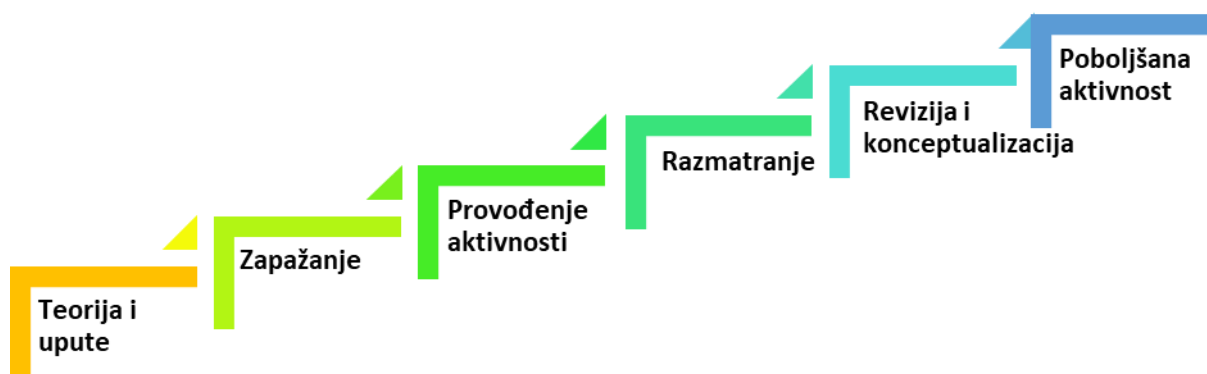 Teorija i
upute
Zapažanje
Provođenje
aktivnosti
Razmatranje
Revizija i
konceptualizacija
Poboljšana
aktivnost